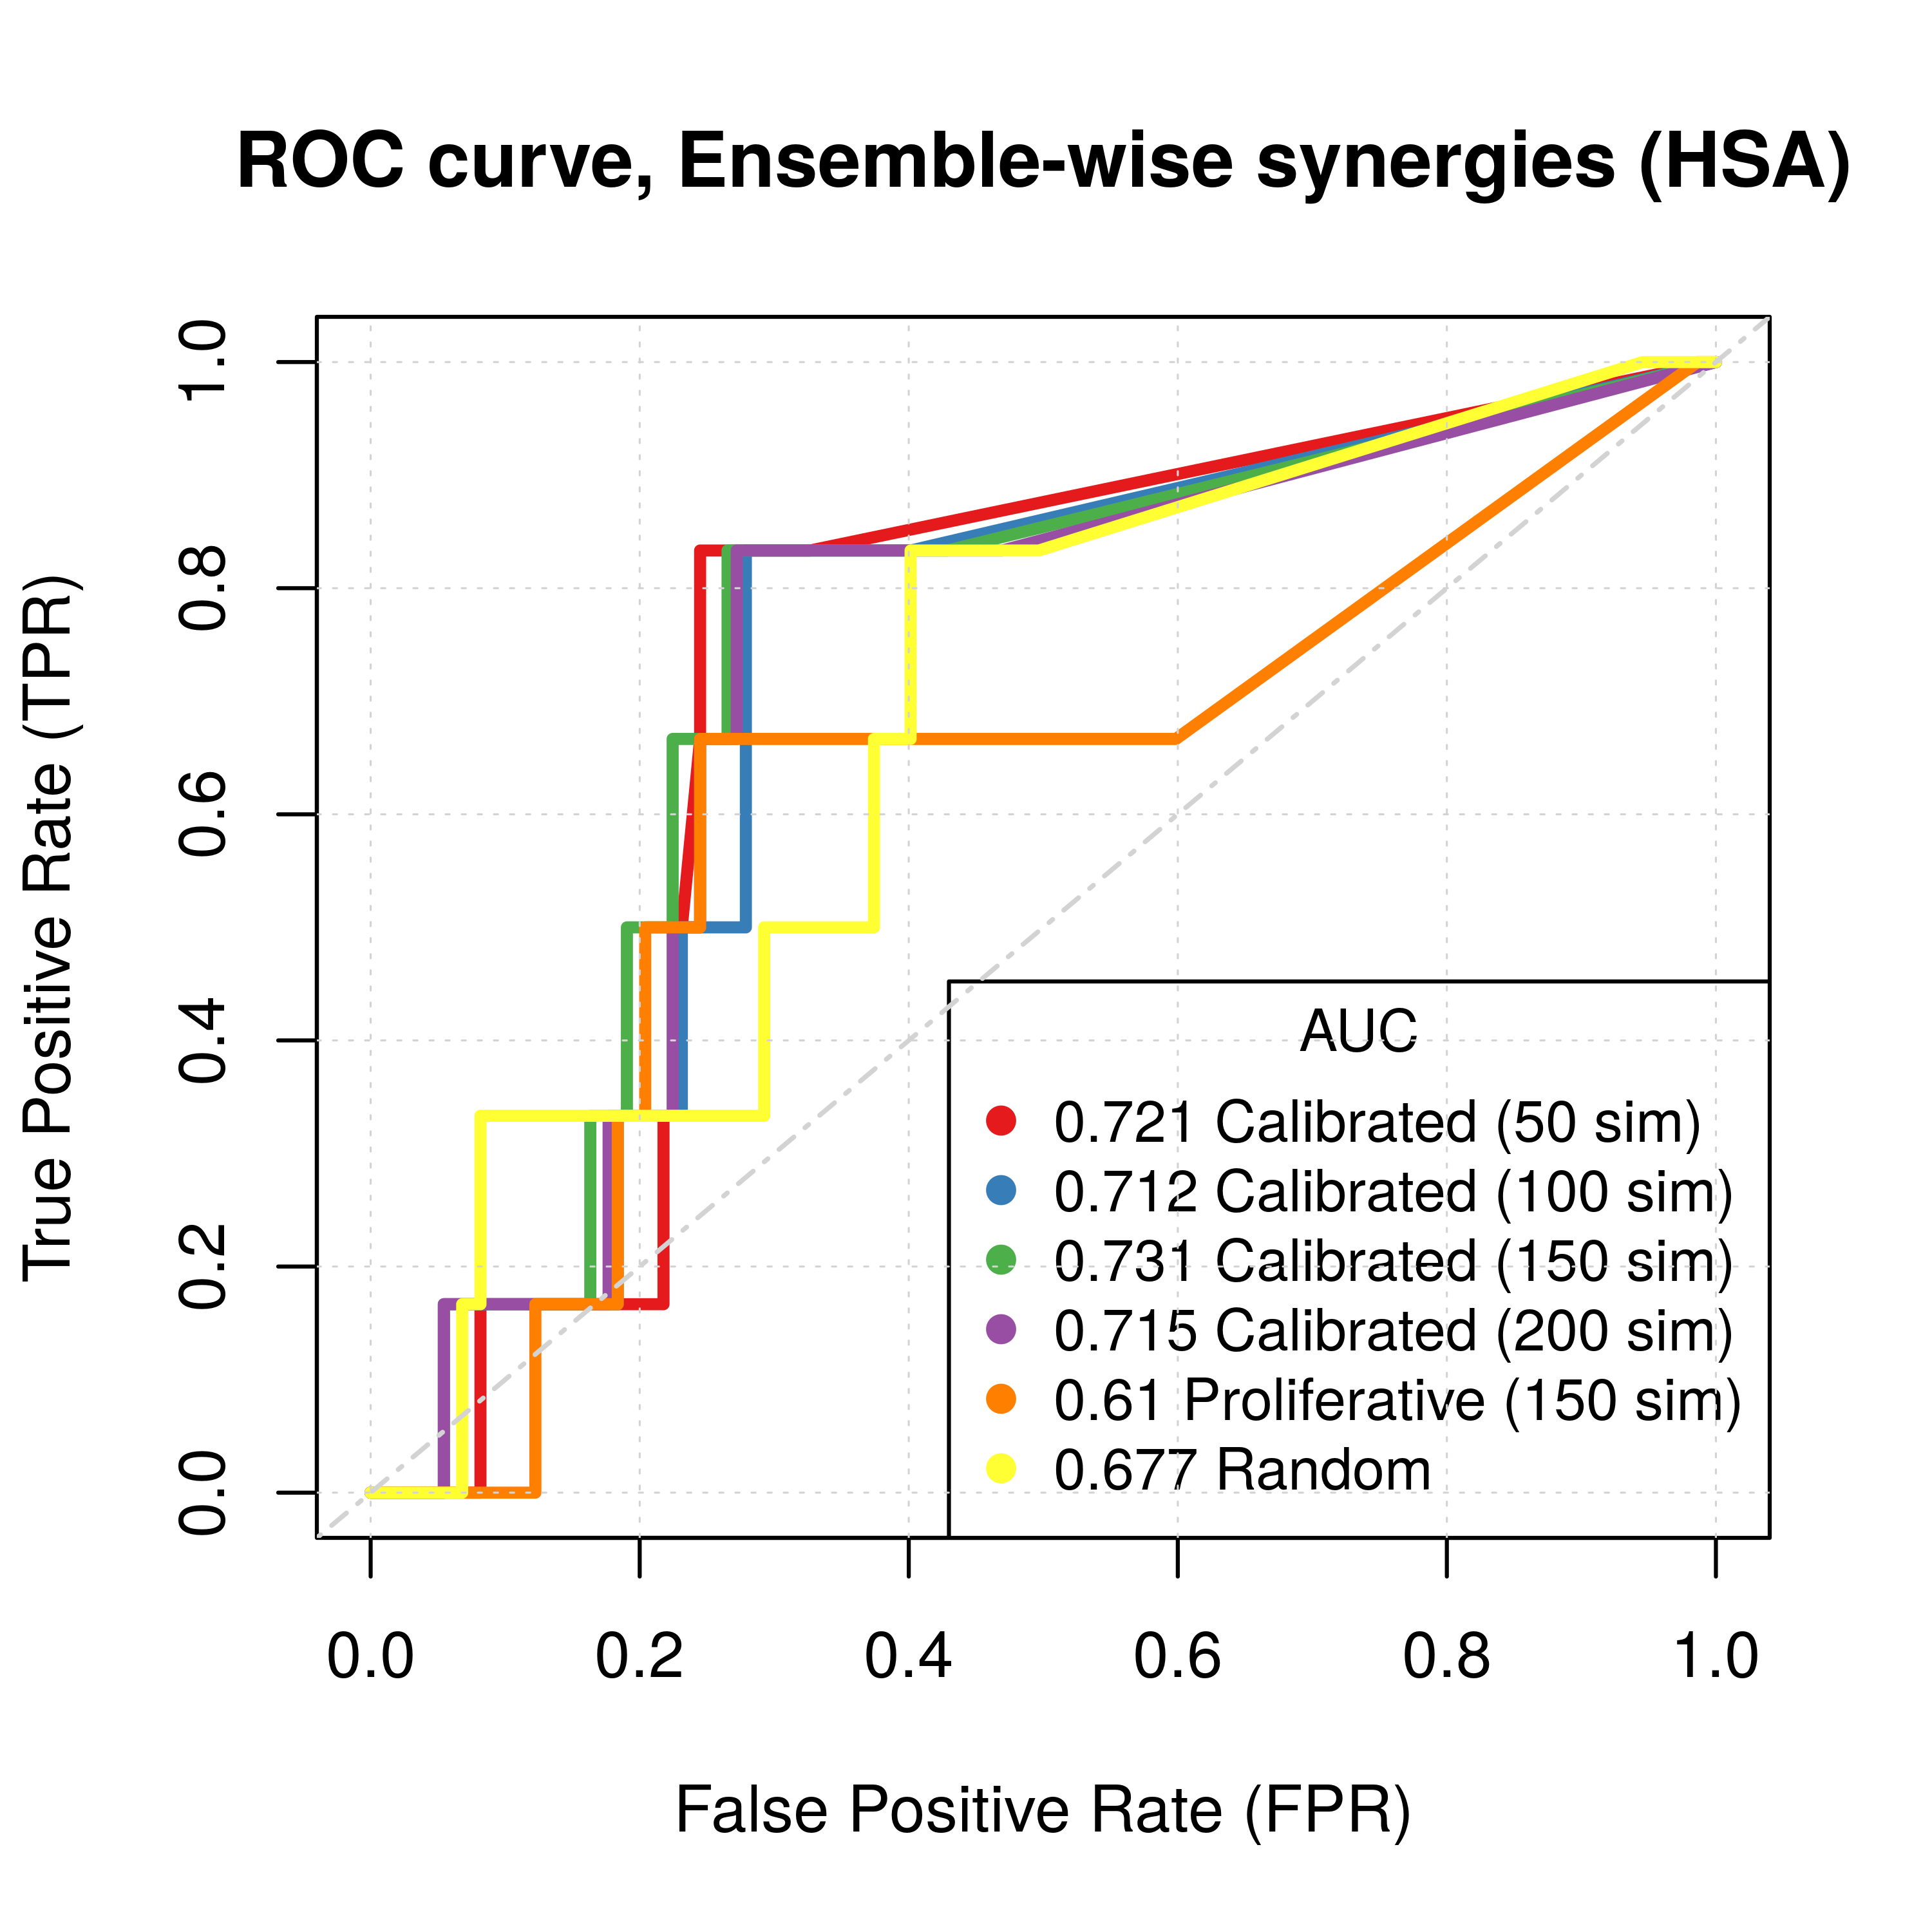 ROC curve, Ensemble-wise synergies (HSA)
True Positive Rate (TPR)
1.0
0.8
0.6
0.4
0.2
0.0
AUC
0.721 Calibrated (50 sim)
0.712 Calibrated (100 sim)
0.731 Calibrated (150 sim)
0.715 Calibrated (200 sim)
0.61 Proliferative (150 sim)
0.677 Random
0.0 0.2 0.4 0.6 0.8 1.0
False Positive Rate (FPR)